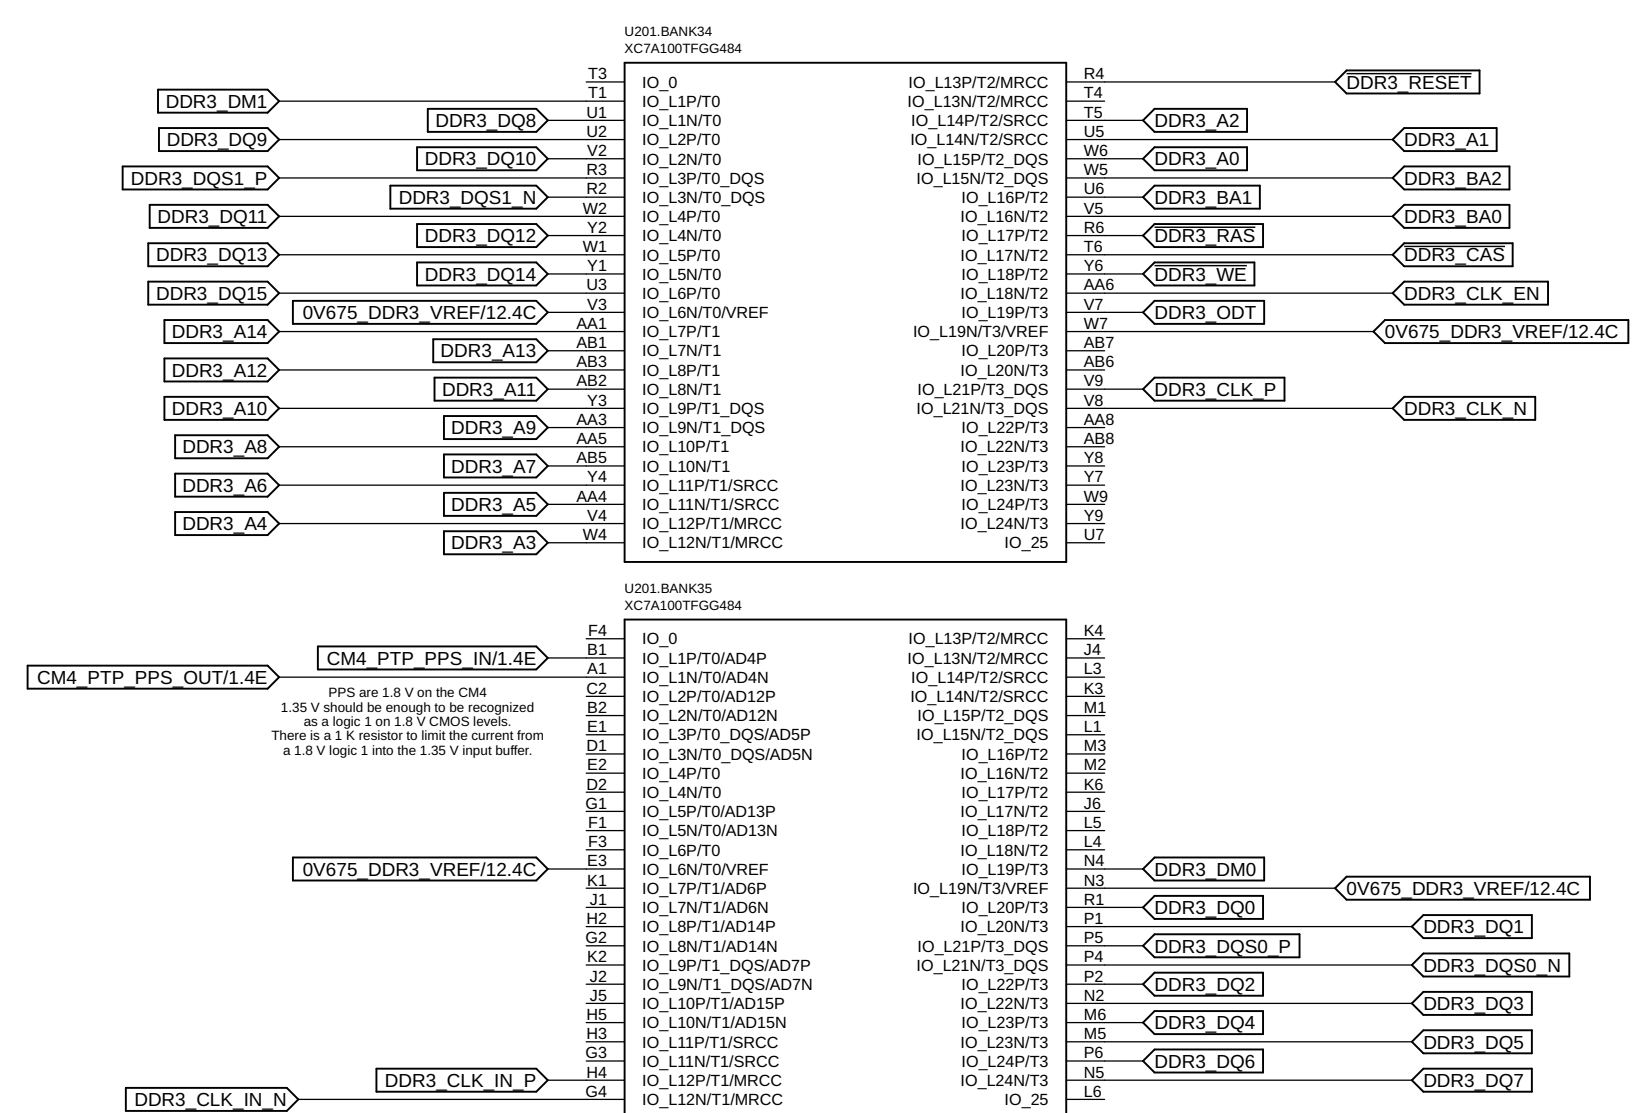 U201.BANK34
XC7A100TFGG484
T3 IO_0 IO_L13P/T2/MRCC R4 DDR3_RESET
DDR3_DM1 T1 IO_L1P/T0 IO_L13N/T2/MRCC T4
DDR3_DQ8 U1 IO_L1N/T0 IO_L14P/T2/SRCC T5 DDR3_A2
DDR3_DQ9 U2 IO_L2P/T0 IO_L14N/T2/SRCC U5 DDR3_A1
DDR3_DQ10 V2 IO_L2N/T0 IO_L15P/T2_DQS W6 DDR3_A0
DDR3_DQS1_P R3 IO_L3P/T0_DQS IO_L15N/T2_DQS W5 DDR3_BA2
DDR3_DQS1_N R2 IO_L3N/T0_DQS IO_L16P/T2 U6 DDR3_BA1
DDR3_DQ11 W2 IO_L4P/T0 IO_L16N/T2 V5 DDR3_BA0
DDR3_DQ12 Y2 IO_L4N/T0 IO_L17P/T2 R6 DDR3_RAS
DDR3_DQ13 W1 IO_L5P/T0 IO_L17N/T2 T6 DDR3_CAS
DDR3_DQ14 Y1 IO_L5N/T0 IO_L18P/T2 Y6 DDR3_WE
DDR3_DQ15 U3 IO_L6P/T0 IO_L18N/T2 AA6 DDR3_CLK_EN
0V675_DDR3_VREF/12.4C V3 IO_L6N/T0/VREF IO_L19P/T3 V7 DDR3_ODT
DDR3_A14 AA1 IO_L7P/T1 IO_L19N/T3/VREF W7 0V675_DDR3_VREF/12.4C
DDR3_A13 AB1 IO_L7N/T1 IO_L20P/T3 AB7
DDR3_A12 AB3 IO_L8P/T1 IO_L20N/T3 AB6
DDR3_A11 AB2 IO_L8N/T1 IO_L21P/T3_DQS V9 DDR3_CLK_P
DDR3_A10 Y3 IO_L9P/T1_DQS IO_L21N/T3_DQS V8 DDR3_CLK_N
DDR3_A9 AA3 IO_L9N/T1_DQS IO_L22P/T3 AA8
DDR3_A8 AA5 IO_L10P/T1 IO_L22N/T3 AB8
DDR3_A7 AB5 IO_L10N/T1 IO_L23P/T3 Y8
DDR3_A6 Y4 IO_L11P/T1/SRCC IO_L23N/T3 Y7
DDR3_A5 AA4 IO_L11N/T1/SRCC IO_L24P/T3 W9
DDR3_A4 V4 IO_L12P/T1/MRCC IO_L24N/T3 Y9
DDR3_A3 W4 IO_L12N/T1/MRCC IO_25 U7
U201.BANK35
XC7A100TFGG484
F4 IO_0 IO_L13P/T2/MRCC K4
CM4_PTP_PPS_IN/1.4E B1 IO_L1P/T0/AD4P IO_L13N/T2/MRCC J4
CM4_PTP_PPS_OUT/1.4E A1 IO_L1N/T0/AD4N IO_L14P/T2/SRCC L3
PPS are 1.8 V on the CM4
1.35 V should be enough to be recognized
as a logic 1 on 1.8 V CMOS levels.
There is a 1 K resistor to limit the current from
a 1.8 V logic 1 into the 1.35 V input buffer.
C2 IO_L2P/T0/AD12P IO_L14N/T2/SRCC K3
B2 IO_L2N/T0/AD12N IO_L15P/T2_DQS M1
E1 IO_L3P/T0_DQS/AD5P IO_L15N/T2_DQS L1
D1 IO_L3N/T0_DQS/AD5N IO_L16P/T2 M3
E2 IO_L4P/T0 IO_L16N/T2 M2
D2 IO_L4N/T0 IO_L17P/T2 K6
G1 IO_L5P/T0/AD13P IO_L17N/T2 J6
F1 IO_L5N/T0/AD13N IO_L18P/T2 L5
F3 IO_L6P/T0 IO_L18N/T2 L4
0V675_DDR3_VREF/12.4C E3 IO_L6N/T0/VREF IO_L19P/T3 N4 DDR3_DM0
K1 IO_L7P/T1/AD6P IO_L19N/T3/VREF N3 0V675_DDR3_VREF/12.4C
J1 IO_L7N/T1/AD6N IO_L20P/T3 R1 DDR3_DQ0
H2 IO_L8P/T1/AD14P IO_L20N/T3 P1 DDR3_DQ1
G2 IO_L8N/T1/AD14N IO_L21P/T3_DQS P5 DDR3_DQS0_P
K2 IO_L9P/T1_DQS/AD7P IO_L21N/T3_DQS P4 DDR3_DQS0_N
J2 IO_L9N/T1_DQS/AD7N IO_L22P/T3 P2 DDR3_DQ2
J5 IO_L10P/T1/AD15P IO_L22N/T3 N2 DDR3_DQ3
H5 IO_L10N/T1/AD15N IO_L23P/T3 M6 DDR3_DQ4
H3 IO_L11P/T1/SRCC IO_L23N/T3 M5 DDR3_DQ5
G3 IO_L11N/T1/SRCC IO_L24P/T3 P6 DDR3_DQ6
DDR3_CLK_IN_P H4 IO_L12P/T1/MRCC IO_L24N/T3 N5 DDR3_DQ7
DDR3_CLK_IN_N G4 IO_L12N/T1/MRCC IO_25 L6